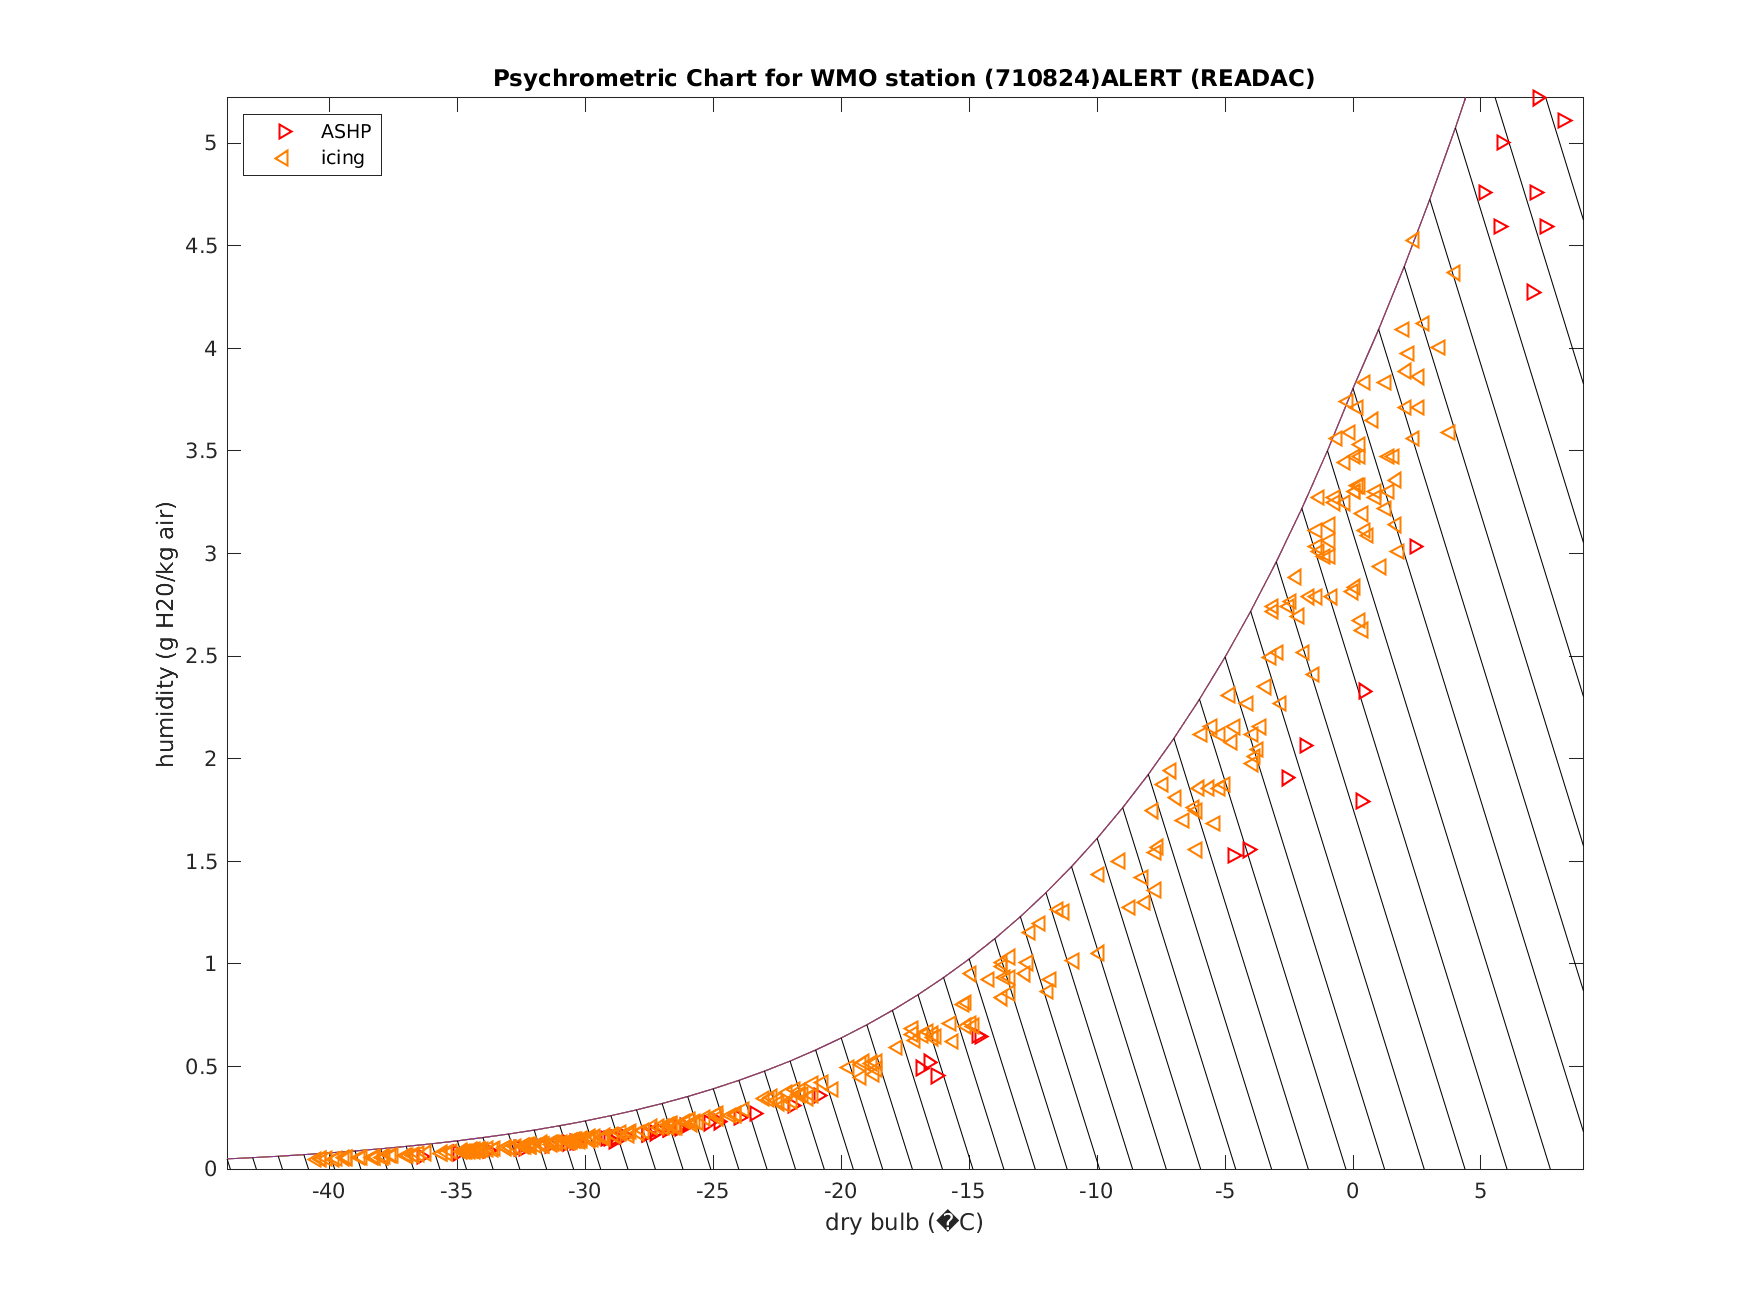 Psychrometric Chart for WMO station (710824)ALERT (READAC)
ASHP
icing
5
4.5
4
3.5
3
2.5
2
1.5
1
0.5
0
humidity (g H20/kg air)
-40 -35 -30 -25 -20 -15 -10 -5 0 5
dry bulb (�C)